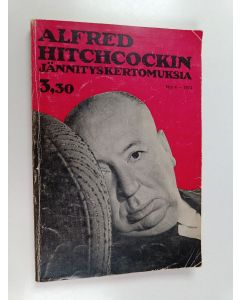 ALFRED
HITCHCOCKIN
JÄNNITYSKERTOMUKSIA
3,30